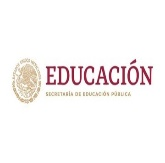 EDUCACIÓN
SECRETARÍA DE EDUCACIÓN PÚBLICA